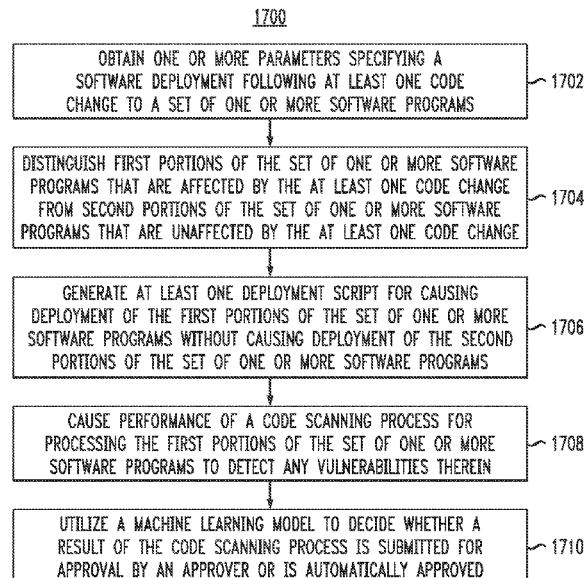 1700
OBTAIN ONE OR MORE PARAMETERS SPECIFYING A
SOFTWARE DEPLOYMENT FOLLOWING AT LEAST ONE CODE
CHANGE TO A SET OF ONE OR MORE SOFTWARE PROGRAMS
1702
DISTINGUISH FIRST PORTIONS OF THE SET OF ONE OR MORE SOFTWARE
PROGRAMS THAT ARE AFFECTED BY THE AT LEAST ONE CODE CHANGE
FROM SECOND PORTIONS OF THE SET OF ONE OR MORE SOFTWARE
PROGRAMS THAT ARE UNAFFECTED BY THE AT LEAST ONE CODE CHANGE
1704
GENERATE AT LEAST ONE DEPLOYMENT SCRIPT FOR CAUSING
DEPLOYMENT OF THE FIRST PORTIONS OF THE SET OF ONE OR MORE
SOFTWARE PROGRAMS WITHOUT CAUSING DEPLOYMENT OF THE SECOND
PORTIONS OF THE SET OF ONE OR MORE SOFTWARE PROGRAMS
1706
CAUSE PERFORMANCE OF A CODE SCANNING PROCESS FOR
PROCESSING THE FIRST PORTIONS OF THE SET OF ONE OR MORE
SOFTWARE PROGRAMS TO DETECT ANY VULNERABILITIES THEREIN
1708
UTILIZE A MACHINE LEARNING MODEL TO DECIDE WHETHER A
RESULT OF THE CODE SCANNING PROCESS IS SUBMITTED FOR
APPROVAL BY AN APPROVER OR IS AUTOMATICALLY APPROVED
1710